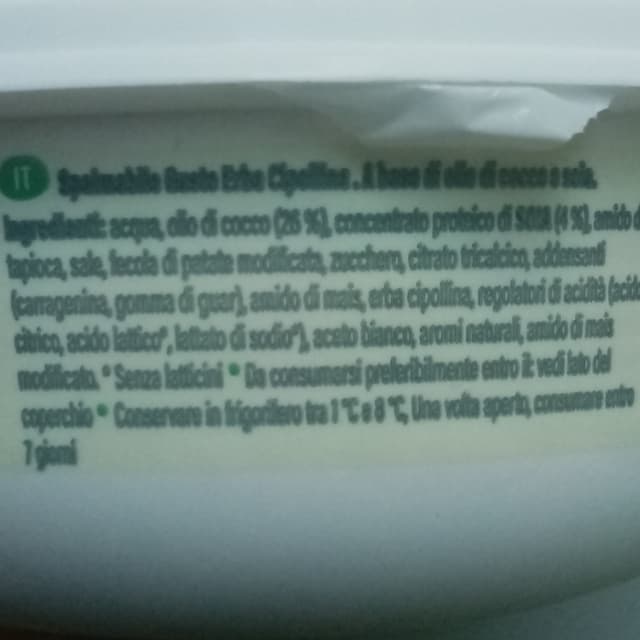 IT Spalmabile Gusto Erba Cipollina. A base di olio di cocco e soia.
Ingredienti: acqua, olio di cocco (26 %), concentrato proteico di SOIA (4 %), amido d
tapioca, sale, fecola di patate modificata, zucchero, citrato tricalcico, addensanti
(carragenina, gomma di guar), amido di mais, erba cipollina, regolatori di acidità (acido
citrico, acido lattico*, lattato di sodio*), aceto bianco, aromi naturali, amido di mais
modificato. * Senza latticini • Da consumarsi preferibilmente entro il: vedi lato del
coperchio • Conservare in frigorifero tra 1 °C e 8 °C, Una volta aperto, consumare entro
7 giorni